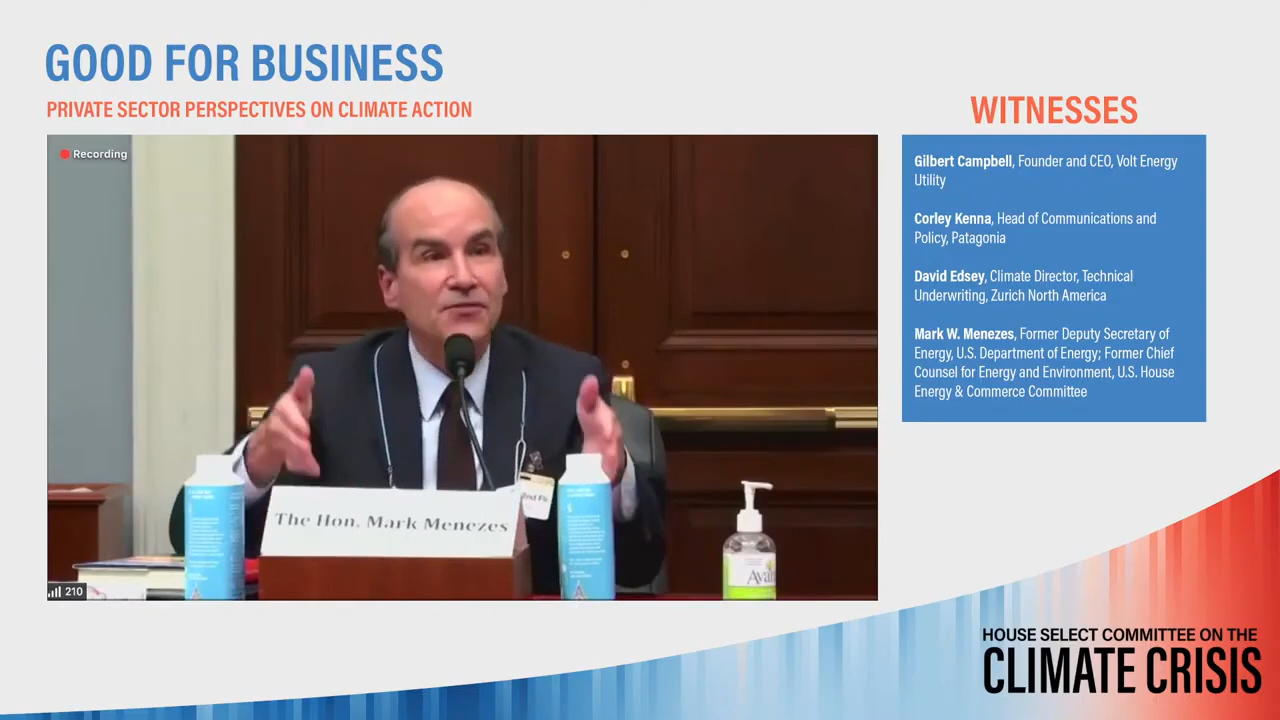 GOOD FOR BUSINESS
PRIVATE SECTOR PERSPECTIVES ON CLIMATE ACTION
Recording
The Hon. Mark Menezes
2nd Fl
210
WITNESSES
Gilbert Campbell, Founder and CEO, Volt Energy
Utility
Corley Kenna, Head of Communications and
Policy, Patagonia
David Edsey, Climate Director, Technical
Underwriting, Zurich North America
Mark W. Menezes, Former Deputy Secretary of
Energy, U.S. Department of Energy; Former Chief
Counsel for Energy and Environment, U.S. House
Energy & Commerce Committee
HOUSE SELECT COMMITTEE ON THE
CLIMATE CRISIS